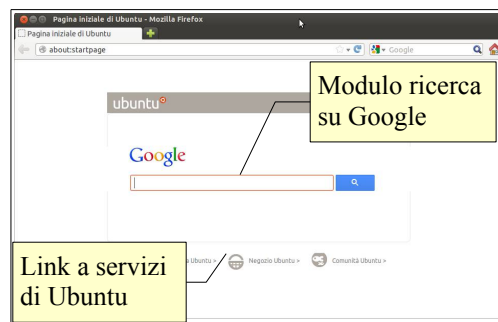 Pagina iniziale di Ubuntu - Mozilla Firefox
Pagina iniziale di Ubuntu
about:startpage
Google
ubuntu
Modulo ricerca
su Google
Google
Link a servizi
di Ubuntu
Ubuntu >
Negozio Ubuntu >
Comunità Ubuntu >